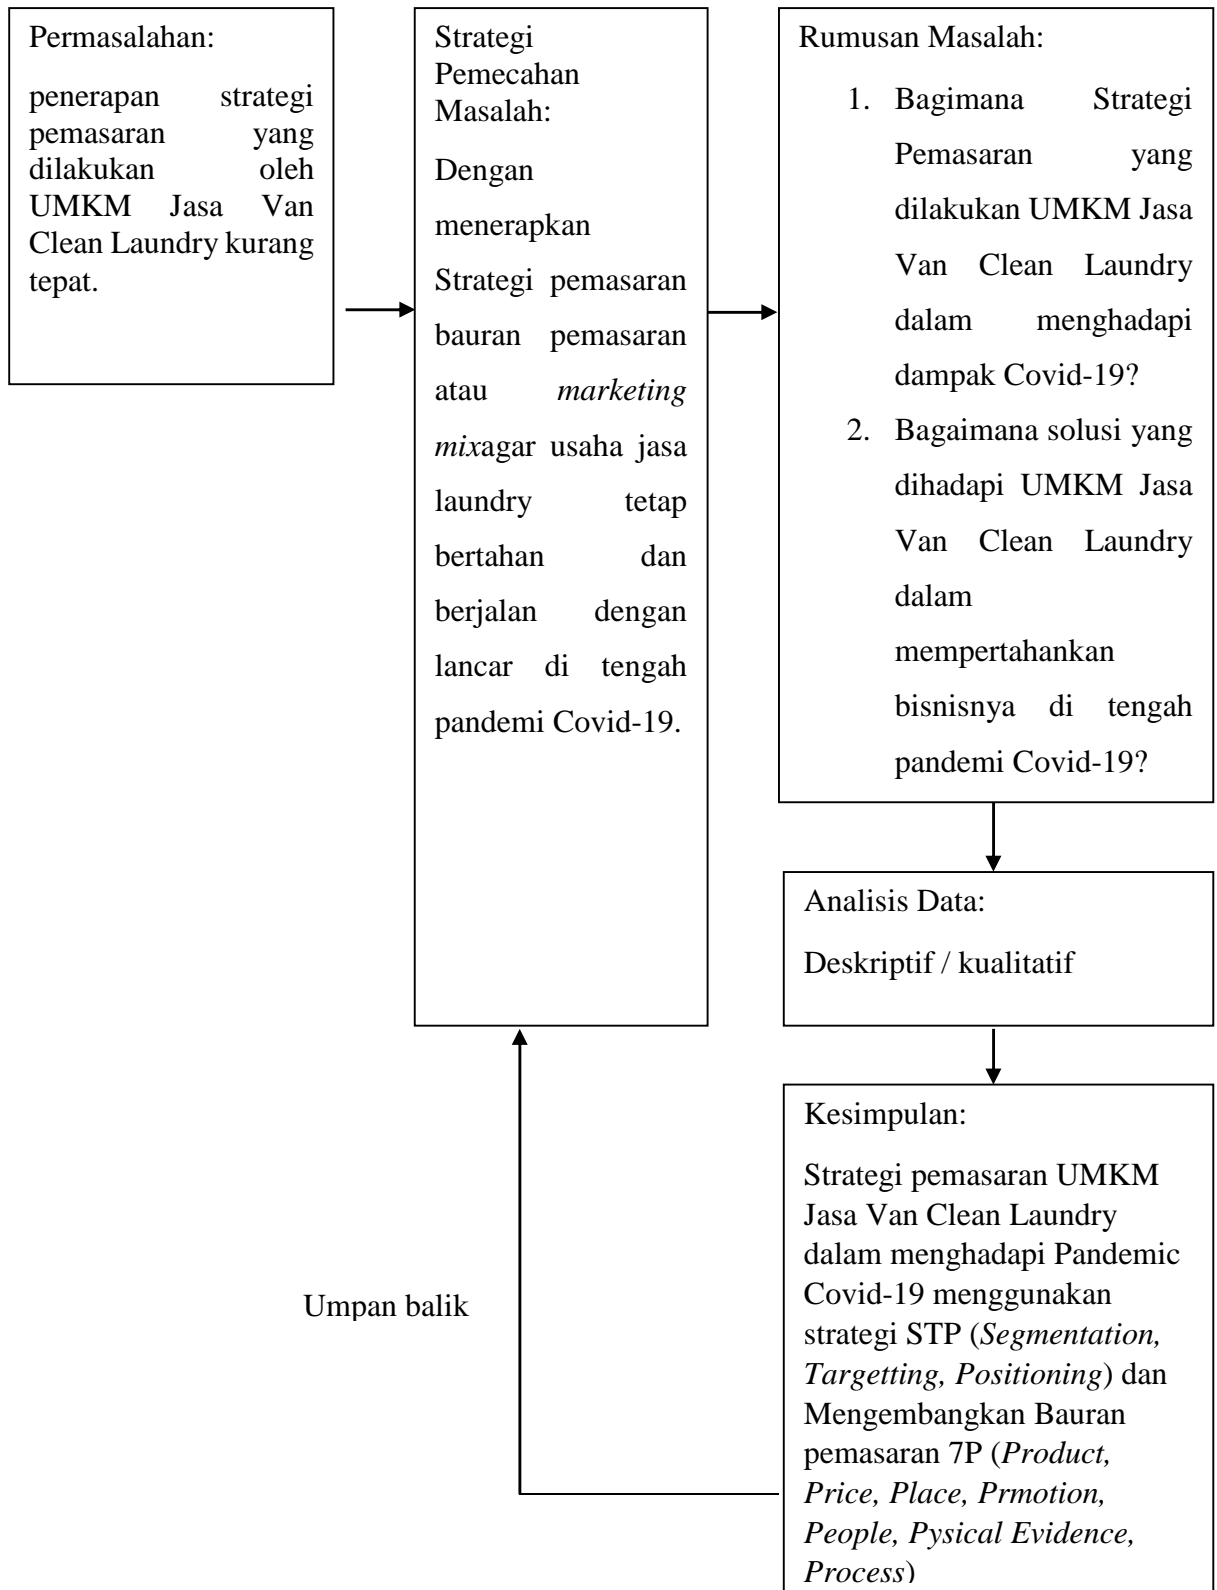 Permasalahan:
penerapan strategi
pemasaran yang
dilakukan oleh
UMKM Jasa Van
Clean Laundry kurang
tepat.
Strategi
Pemecahan
Masalah:
Dengan
menerapkan
Strategi pemasaran
bauran pemasaran
atau marketing
mixagar usaha jasa
laundry tetap
bertahan dan
berjalan dengan
lancar di tengah
pandemi Covid-19.
Rumusan Masalah:
1. Bagimana Strategi
Pemasaran yang
dilakukan UMKM Jasa
Van Clean Laundry
dalam menghadapi
dampak Covid-19?
2. Bagaimana solusi yang
dihadapi UMKM Jasa
Van Clean Laundry
dalam
mempertahankan
bisnisnya di tengah
pandemi Covid-19?
Analisis Data:
Deskriptif / kualitatif
Kesimpulan:
Strategi pemasaran UMKM
Jasa Van Clean Laundry
dalam menghadapi Pandemic
Covid-19 menggunakan
strategi STP (Segmentation,
Targetting, Positioning) dan
Mengembangkan Bauran
pemasaran 7P (Product,
Price, Place, Prmotion,
People, Pysical Evidence,
Process)
Umpan balik